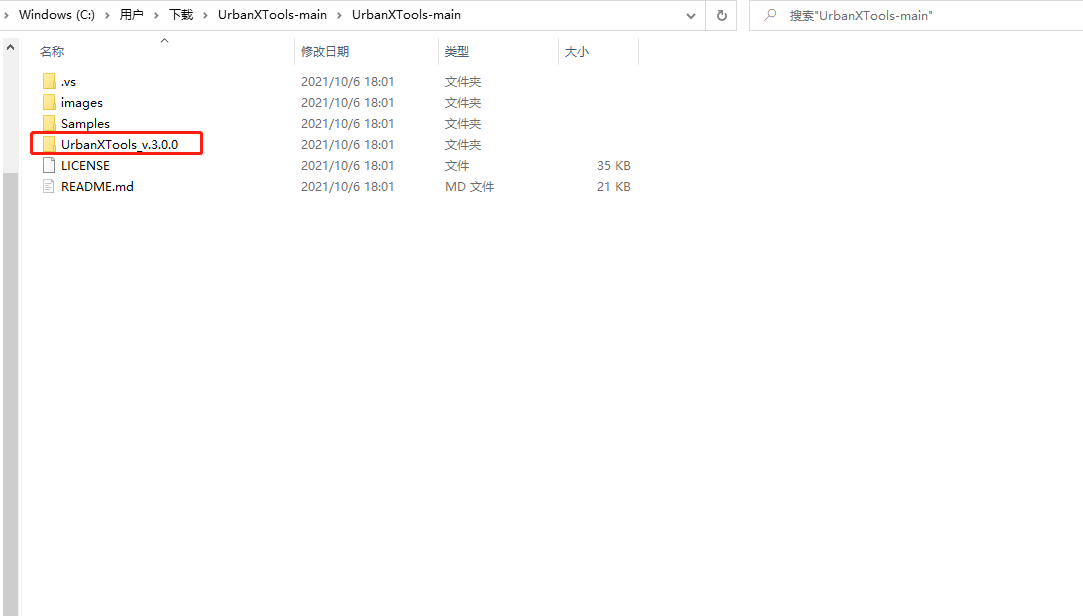 Windows (C:) › 用户 › 下载 › UrbanXTools-main › UrbanXTools-main 搜索"UrbanXTools-main"
名称 修改日期 类型 大小
.vs 2021/10/6 18:01 文件夹
images 2021/10/6 18:01 文件夹
Samples 2021/10/6 18:01 文件夹
UrbanXTools_v.3.0.0 2021/10/6 18:01 文件夹
LICENSE 2021/10/6 18:01 文件 35 KB
README.md 2021/10/6 18:01 MD 文件 21 KB